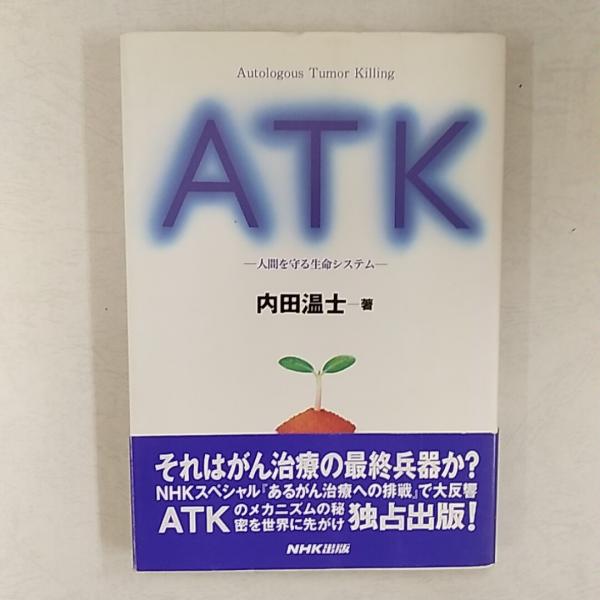 Autologous Tumor Killing
ATK
―人間を守る生命システム―
内田温士―著
それはがん治療の最終兵器か?
NHKスペシャル『あるがん治療への挑戦』で大反響
ATKのメカニズムの秘密を世界に先がけ独占出版!
NHK出版